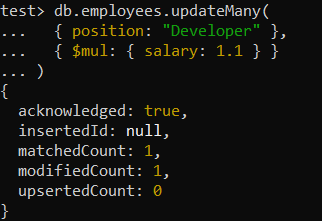 test> db.employees.updateMany(
...   { position: "Developer" },
...   { $mul: { salary: 1.1 } }
... )
{
  acknowledged: true,
  insertedId: null,
  matchedCount: 1,
  modifiedCount: 1,
  upsertedCount: 0
}